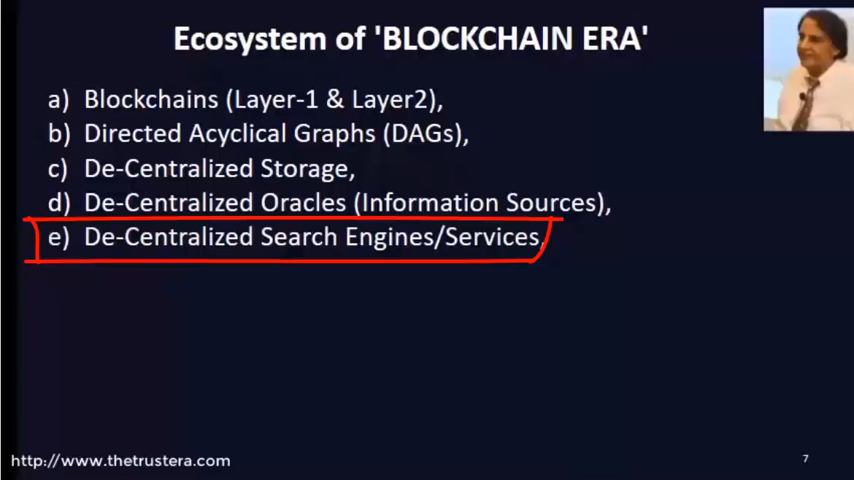 Ecosystem of 'BLOCKCHAIN ERA'
a) Blockchains (Layer-1 & Layer2),
b) Directed Acyclical Graphs (DAGs),
c) De-Centralized Storage,
d) De-Centralized Oracles (Information Sources),
e) De-Centralized Search Engines/Services,
http://www.thetrustera.com
7